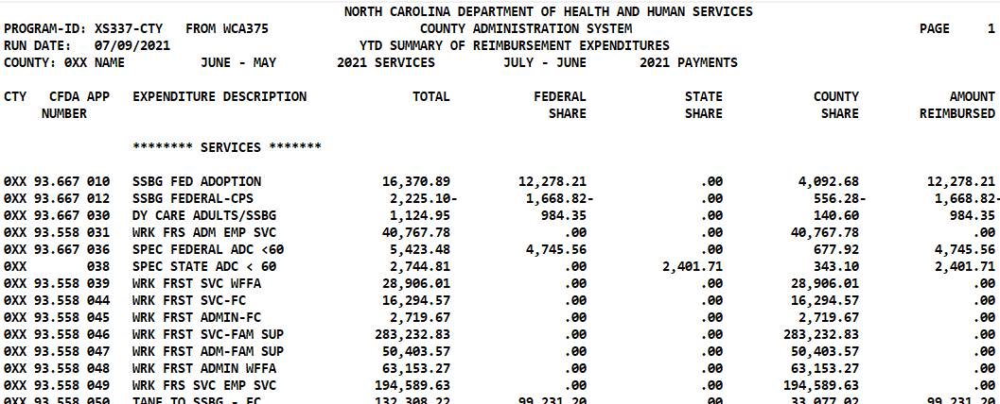 NORTH CAROLINA DEPARTMENT OF HEALTH AND HUMAN SERVICES
PROGRAM-ID: XS337-CTY FROM WCA375 COUNTY ADMINISTRATION SYSTEM PAGE 1
RUN DATE: 07/09/2021 YTD SUMMARY OF REIMBURSEMENT EXPENDITURES
COUNTY: 0XX NAME JUNE - MAY 2021 SERVICES JULY - JUNE 2021 PAYMENTS
CTY CFDA APP EXPENDITURE DESCRIPTION TOTAL FEDERAL STATE COUNTY AMOUNT
NUMBER SHARE SHARE SHARE REIMBURSED
******** SERVICES *******
0XX 93.667 010 SSBG FED ADOPTION 16,370.89 12,278.21 .00 4,092.68 12,278.21
0XX 93.667 012 SSBG FEDERAL-CPS 2,225.10- 1,668.82- .00 556.28- 1,668.82-
0XX 93.667 030 DY CARE ADULTS/SSBG 1,124.95 984.35 .00 140.60 984.35
0XX 93.558 031 WRK FRS ADM EMP SVC 40,767.78 .00 .00 40,767.78 .00
0XX 93.667 036 SPEC FEDERAL ADC <60 5,423.48 4,745.56 .00 677.92 4,745.56
0XX 038 SPEC STATE ADC < 60 2,744.81 .00 2,401.71 343.10 2,401.71
0XX 93.558 039 WRK FRST SVC WFFA 28,906.01 .00 .00 28,906.01 .00
0XX 93.558 044 WRK FRST SVC-FC 16,294.57 .00 .00 16,294.57 .00
0XX 93.558 045 WRK FRST ADMIN-FC 2,719.67 .00 .00 2,719.67 .00
0XX 93.558 046 WRK FRST SVC-FAM SUP 283,232.83 .00 .00 283,232.83 .00
0XX 93.558 047 WRK FRST ADM-FAM SUP 50,403.57 .00 .00 50,403.57 .00
0XX 93.558 048 WRK FRST ADMIN WFFA 63,153.27 .00 .00 63,153.27 .00
0XX 93.558 049 WRK FRS SVC EMP SVC 194,589.63 .00 .00 194,589.63 .00
0XX 93.558 050 TANF TO SSBG - FC 132,308.22 99,231.20 .00 33,077.02 99,231.20